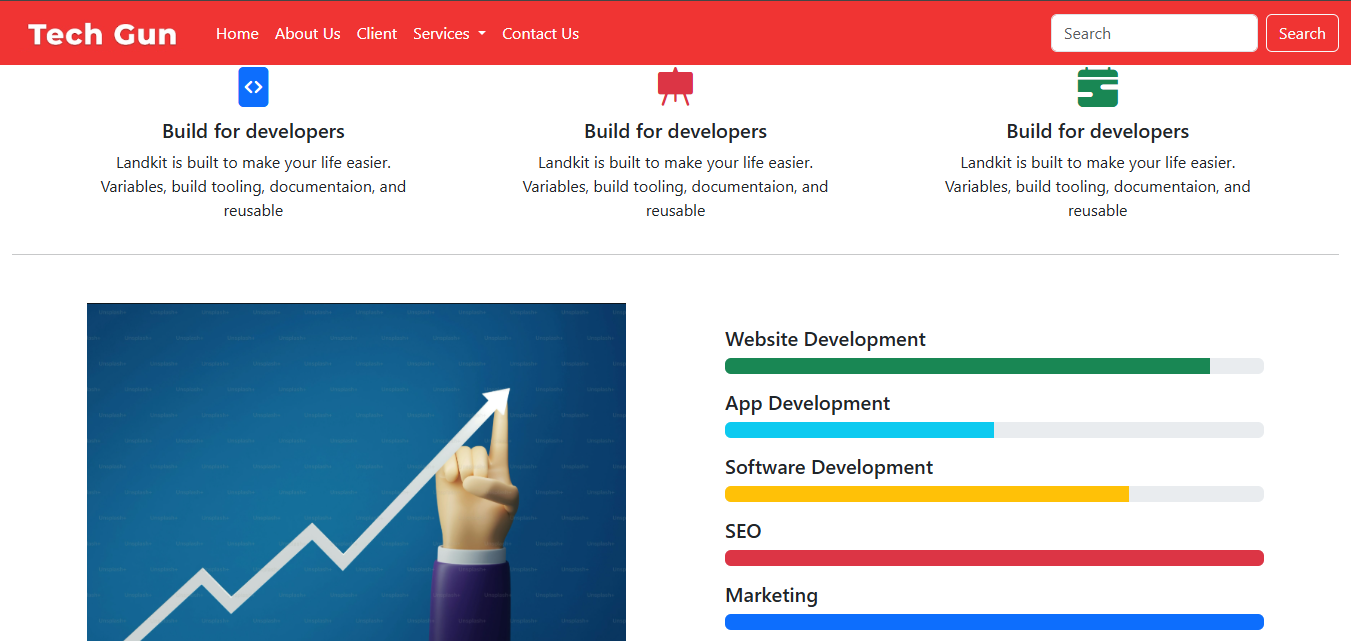 Tech Gun
Home About Us Client Services Contact Us
Search Search
Build for developers
Landkit is built to make your life easier.
Variables, build tooling, documentaion, and
reusable
Build for developers
Landkit is built to make your life easier.
Variables, build tooling, documentaion, and
reusable
Build for developers
Landkit is built to make your life easier.
Variables, build tooling, documentaion, and
reusable
Website Development
App Development
Software Development
SEO
Marketing